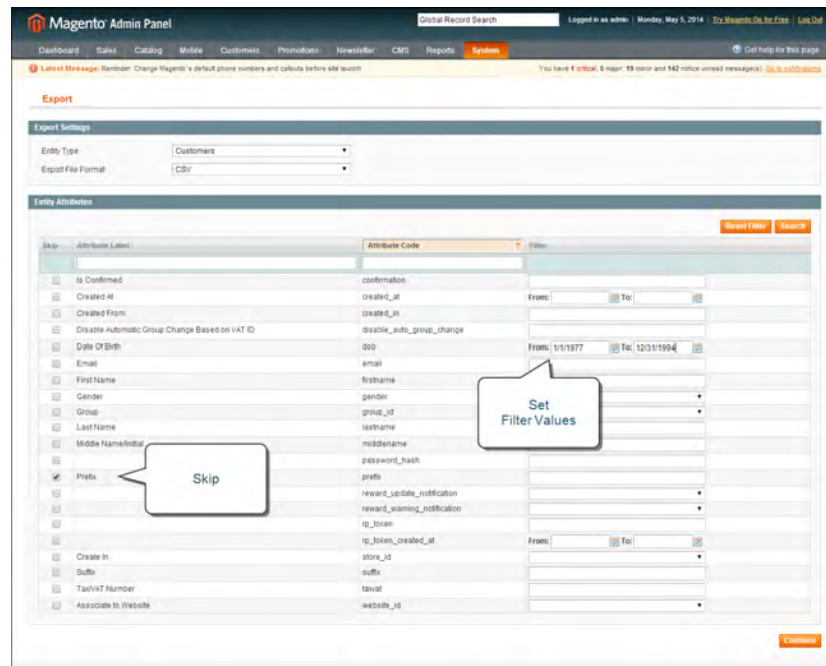 Magento Admin Panel
Global Record Search
Logged in as admin | Monday, May 5, 2014 | Try Magento Go for Free | Log Out
Dashboard Sales Catalog Mobile Customers Promotions Newsletter CMS Reports System
Get help for this page
Latest Message: Reminder: Change Magento's default phone numbers and callouts before site launch
You have 1 critical, 5 major, 19 minor and 142 notice unread message(s). Go to notifications
Export
Export Settings
Entity Type Customers
Export File Format CSV
Entity Attributes
Reset Filter Search
Skip Attribute Label Attribute Code Filter
Is Confirmed confirmation
Created At created_at From: To:
Created From created_in
Disable Automatic Group Change Based on VAT ID disable_auto_group_change
Date Of Birth dob From: 1/1/1977 To: 12/31/1994
Email email
First Name firstname
Gender gender
Set
Filter Values
Group group_id
Last Name lastname
Middle Name/Initial middlename
password_hash
Prefix prefix
Skip
reward_update_notification
reward_warning_notification
rp_token
rp_token_created_at From: To:
Create In store_id
Suffix suffix
Tax/VAT Number taxvat
Associate to Website website_id
Continue